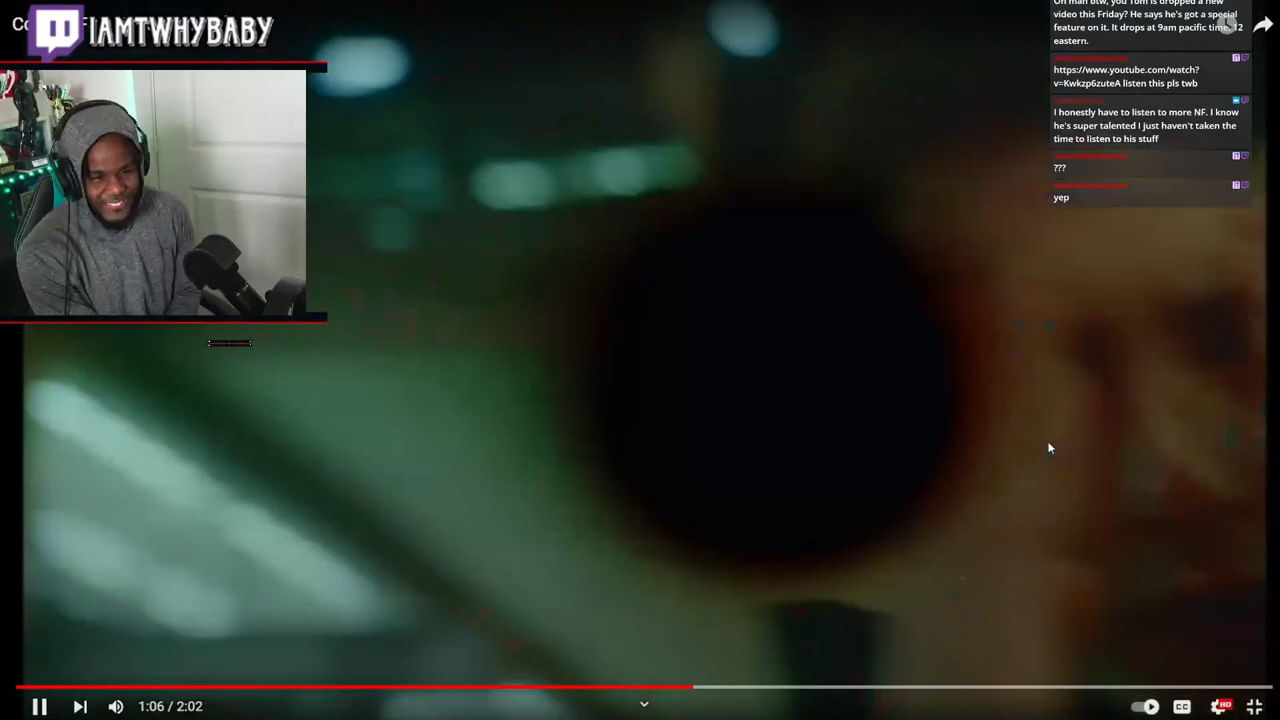 Co
IAMTWHYBABY
Oh man btw, you Tom is dropped a new
video this Friday? He says he's got a special
feature on it. It drops at 9am pacific time, 12
eastern.
https://www.youtube.com/watch?
v=Kwkzp6zuteA listen this pls twb
I honestly have to listen to more NF. I know
he's super talented I just haven't taken the
time to listen to his stuff
???
yep
1:06 / 2:02
CC
HD